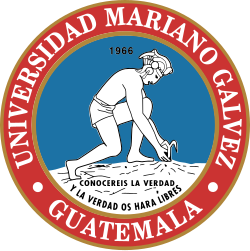 UNIVERSIDAD MARIANO GALVEZ
1966
CONOCEREIS LA VERDAD
Y LA VERDAD OS HARA LIBRES
• GUATEMALA •